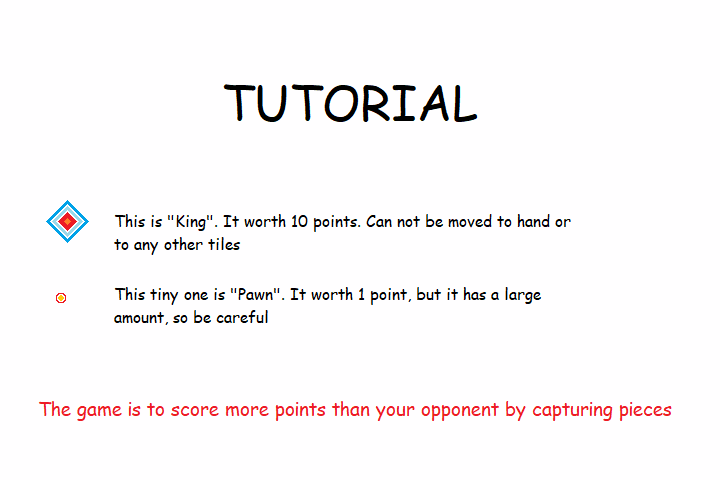 TUTORIAL
This is "King". It worth 10 points. Can not be moved to hand or
to any other tiles
This tiny one is "Pawn". It worth 1 point, but it has a large
amount, so be careful
The game is to score more points than your opponent by capturing pieces